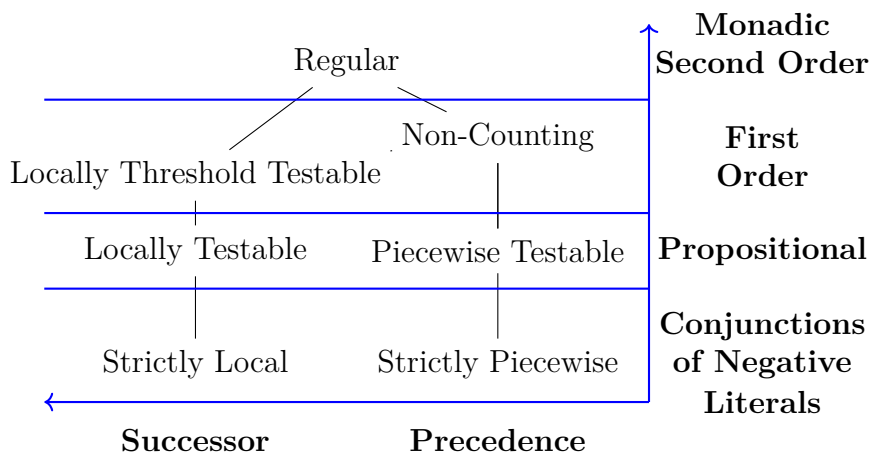 Monadic
Second Order
Regular
Non-Counting
First
Order
Locally Threshold Testable
Locally Testable
Piecewise Testable
Propositional
Conjunctions
of Negative
Literals
Strictly Local
Strictly Piecewise
Successor
Precedence